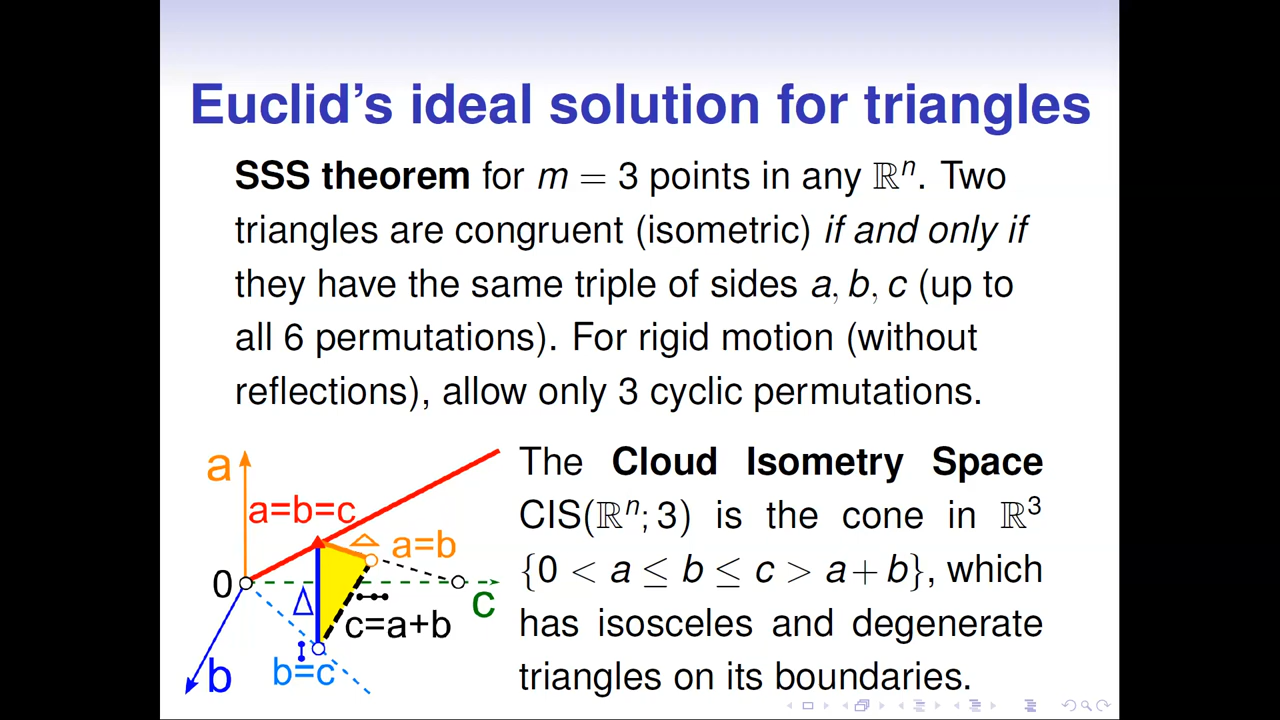 Euclid's ideal solution for triangles
SSS theorem for m = 3 points in any ℝⁿ. Two
triangles are congruent (isometric) if and only if
they have the same triple of sides a, b, c (up to
all 6 permutations). For rigid motion (without
reflections), allow only 3 cyclic permutations.
a
a=b=c
a=b
0
c
c=a+b
b=c
b
The Cloud Isometry Space
CIS(ℝⁿ; 3) is the cone in ℝ³
{0 < a ≤ b ≤ c > a + b}, which
has isosceles and degenerate
triangles on its boundaries.